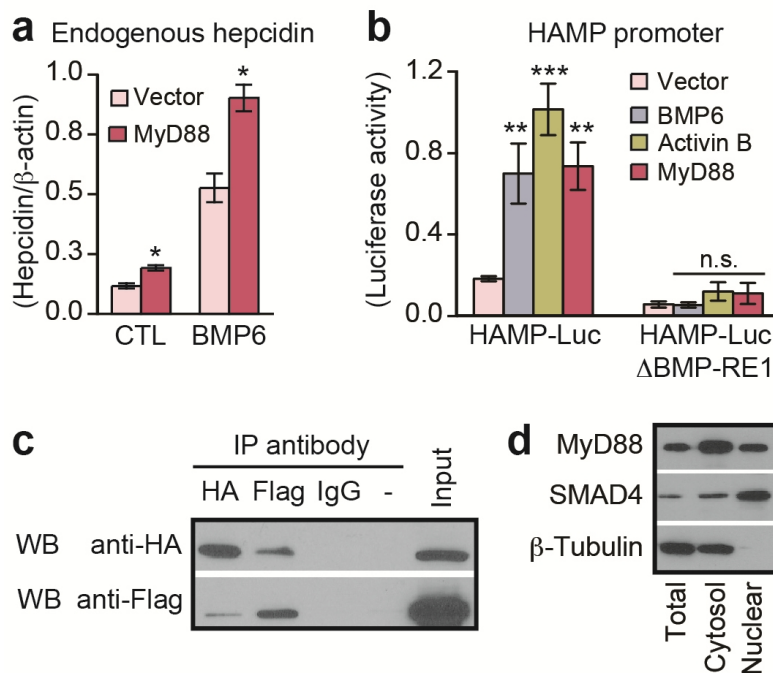 a Endogenous hepcidin
(Hepcidin/β-actin)
1.0
0.8
0.5
0.3
0.0
Vector
MyD88
*
*
CTL BMP6
b HAMP promoter
(Luciferase activity)
1.2
0.8
0.4
0.0
** *** **
Vector
BMP6
Activin B
MyD88
n.s.
HAMP-Luc HAMP-Luc
ΔBMP-RE1
c
IP antibody
HA Flag IgG - Input
WB anti-HA
WB anti-Flag
d
MyD88
SMAD4
β-Tubulin
Total Cytosol Nuclear